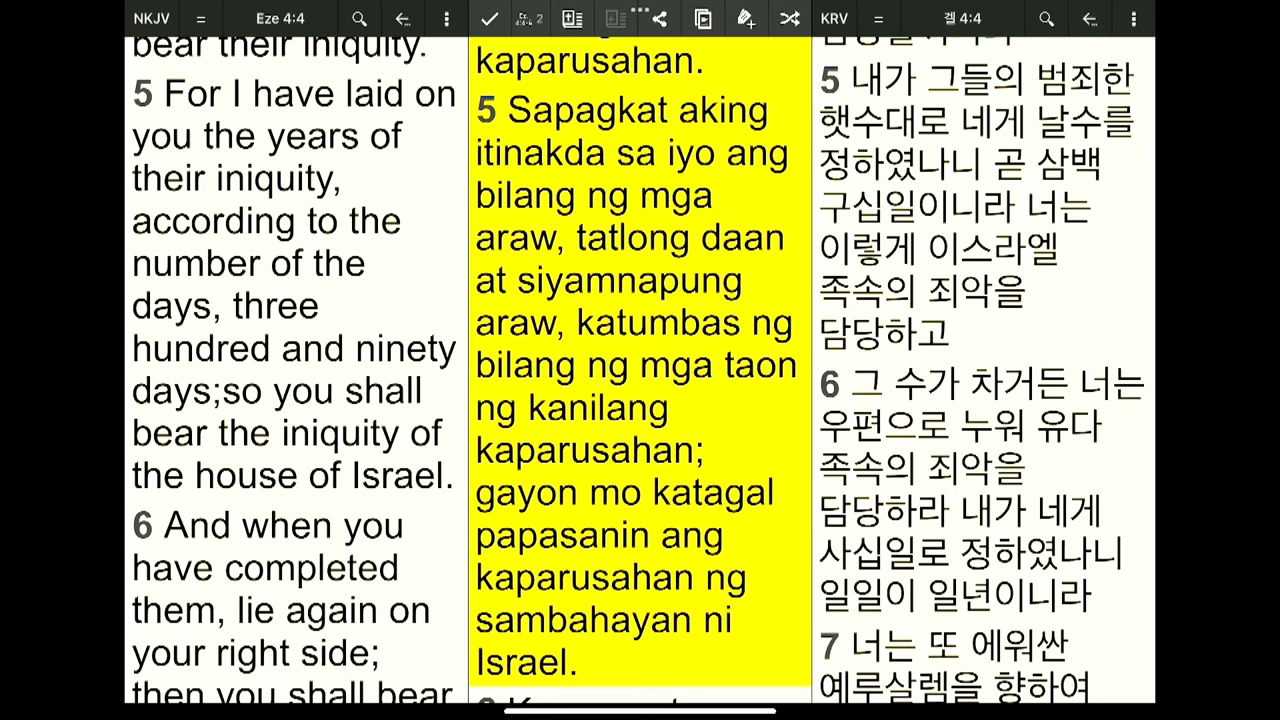 NKJV = Eze 4:4
bear their iniquity.
5 For I have laid on
you the years of
their iniquity,
according to the
number of the
days, three
hundred and ninety
days;so you shall
bear the iniquity of
the house of Israel.
6 And when you
have completed
them, lie again on
your right side;
then you shall bear
2
kaparusahan.
5 Sapagkat aking
itinakda sa iyo ang
bilang ng mga
araw, tatlong daan
at siyamnapung
araw, katumbas ng
bilang ng mga taon
ng kanilang
kaparusahan;
gayon mo katagal
papasanin ang
kaparusahan ng
sambahayan ni
Israel.
KRV = 겔 4:4
5 내가 그들의 범죄한
햇수대로 네게 날수를
정하였나니 곧 삼백
구십일이니라 너는
이렇게 이스라엘
족속의 죄악을
담당하고
6 그 수가 차거든 너는
우편으로 누워 유다
족속의 죄악을
담당하라 내가 네게
사십일로 정하였나니
일일이 일년이니라
7 너는 또 에워싼
예루살렘을 향하여